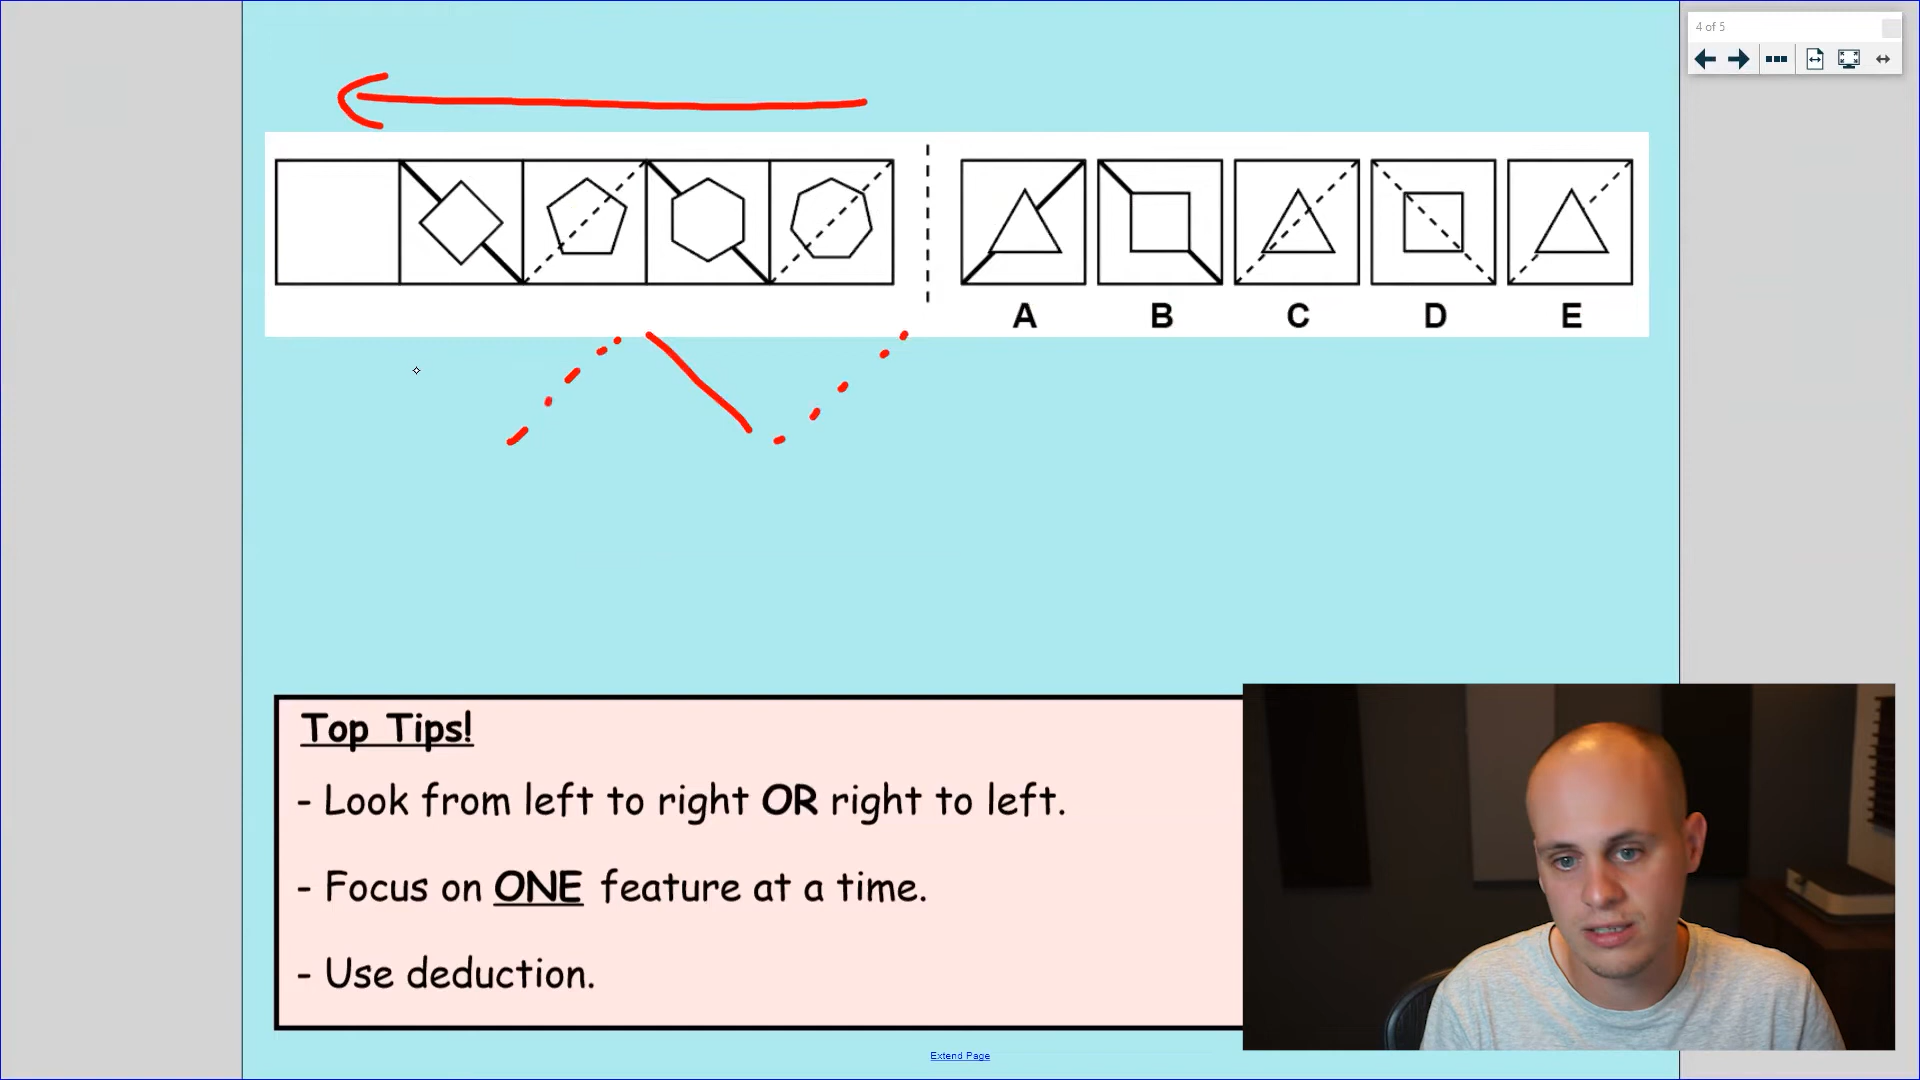 4 of 5
A B C D E
Top Tips!
- Look from left to right OR right to left.
- Focus on ONE feature at a time.
- Use deduction.
Extend Page